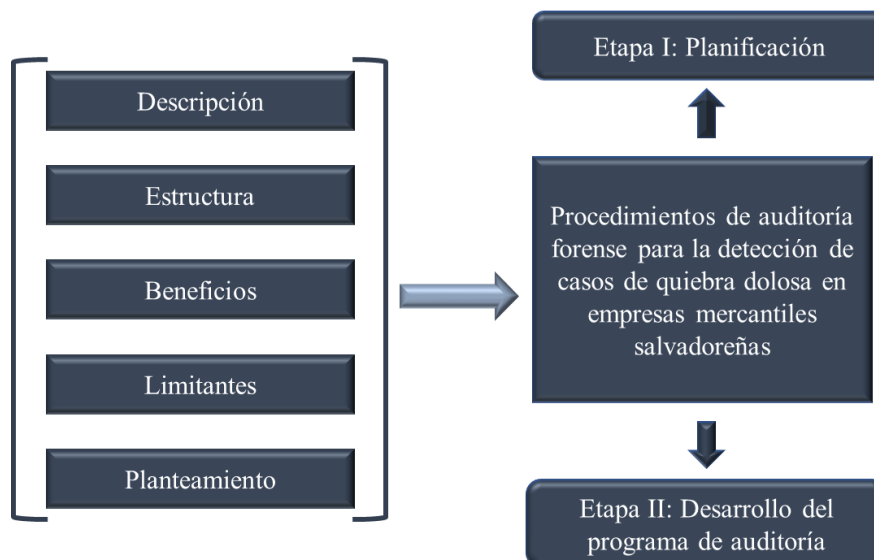 Descripción
Estructura
Beneficios
Limitantes
Planteamiento
Etapa I: Planificación
Procedimientos de auditoría
forense para la detección de
casos de quiebra dolosa en
empresas mercantiles
salvadoreñas
Etapa II: Desarrollo del
programa de auditoría